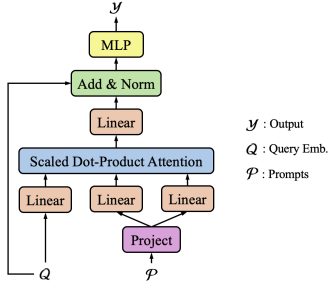 𝒴
MLP
Add & Norm
Linear
Scaled Dot-Product Attention
Linear Linear Linear
Project
𝒬 𝒫
𝒴 : Output
𝒬 : Query Emb.
𝒫 : Prompts